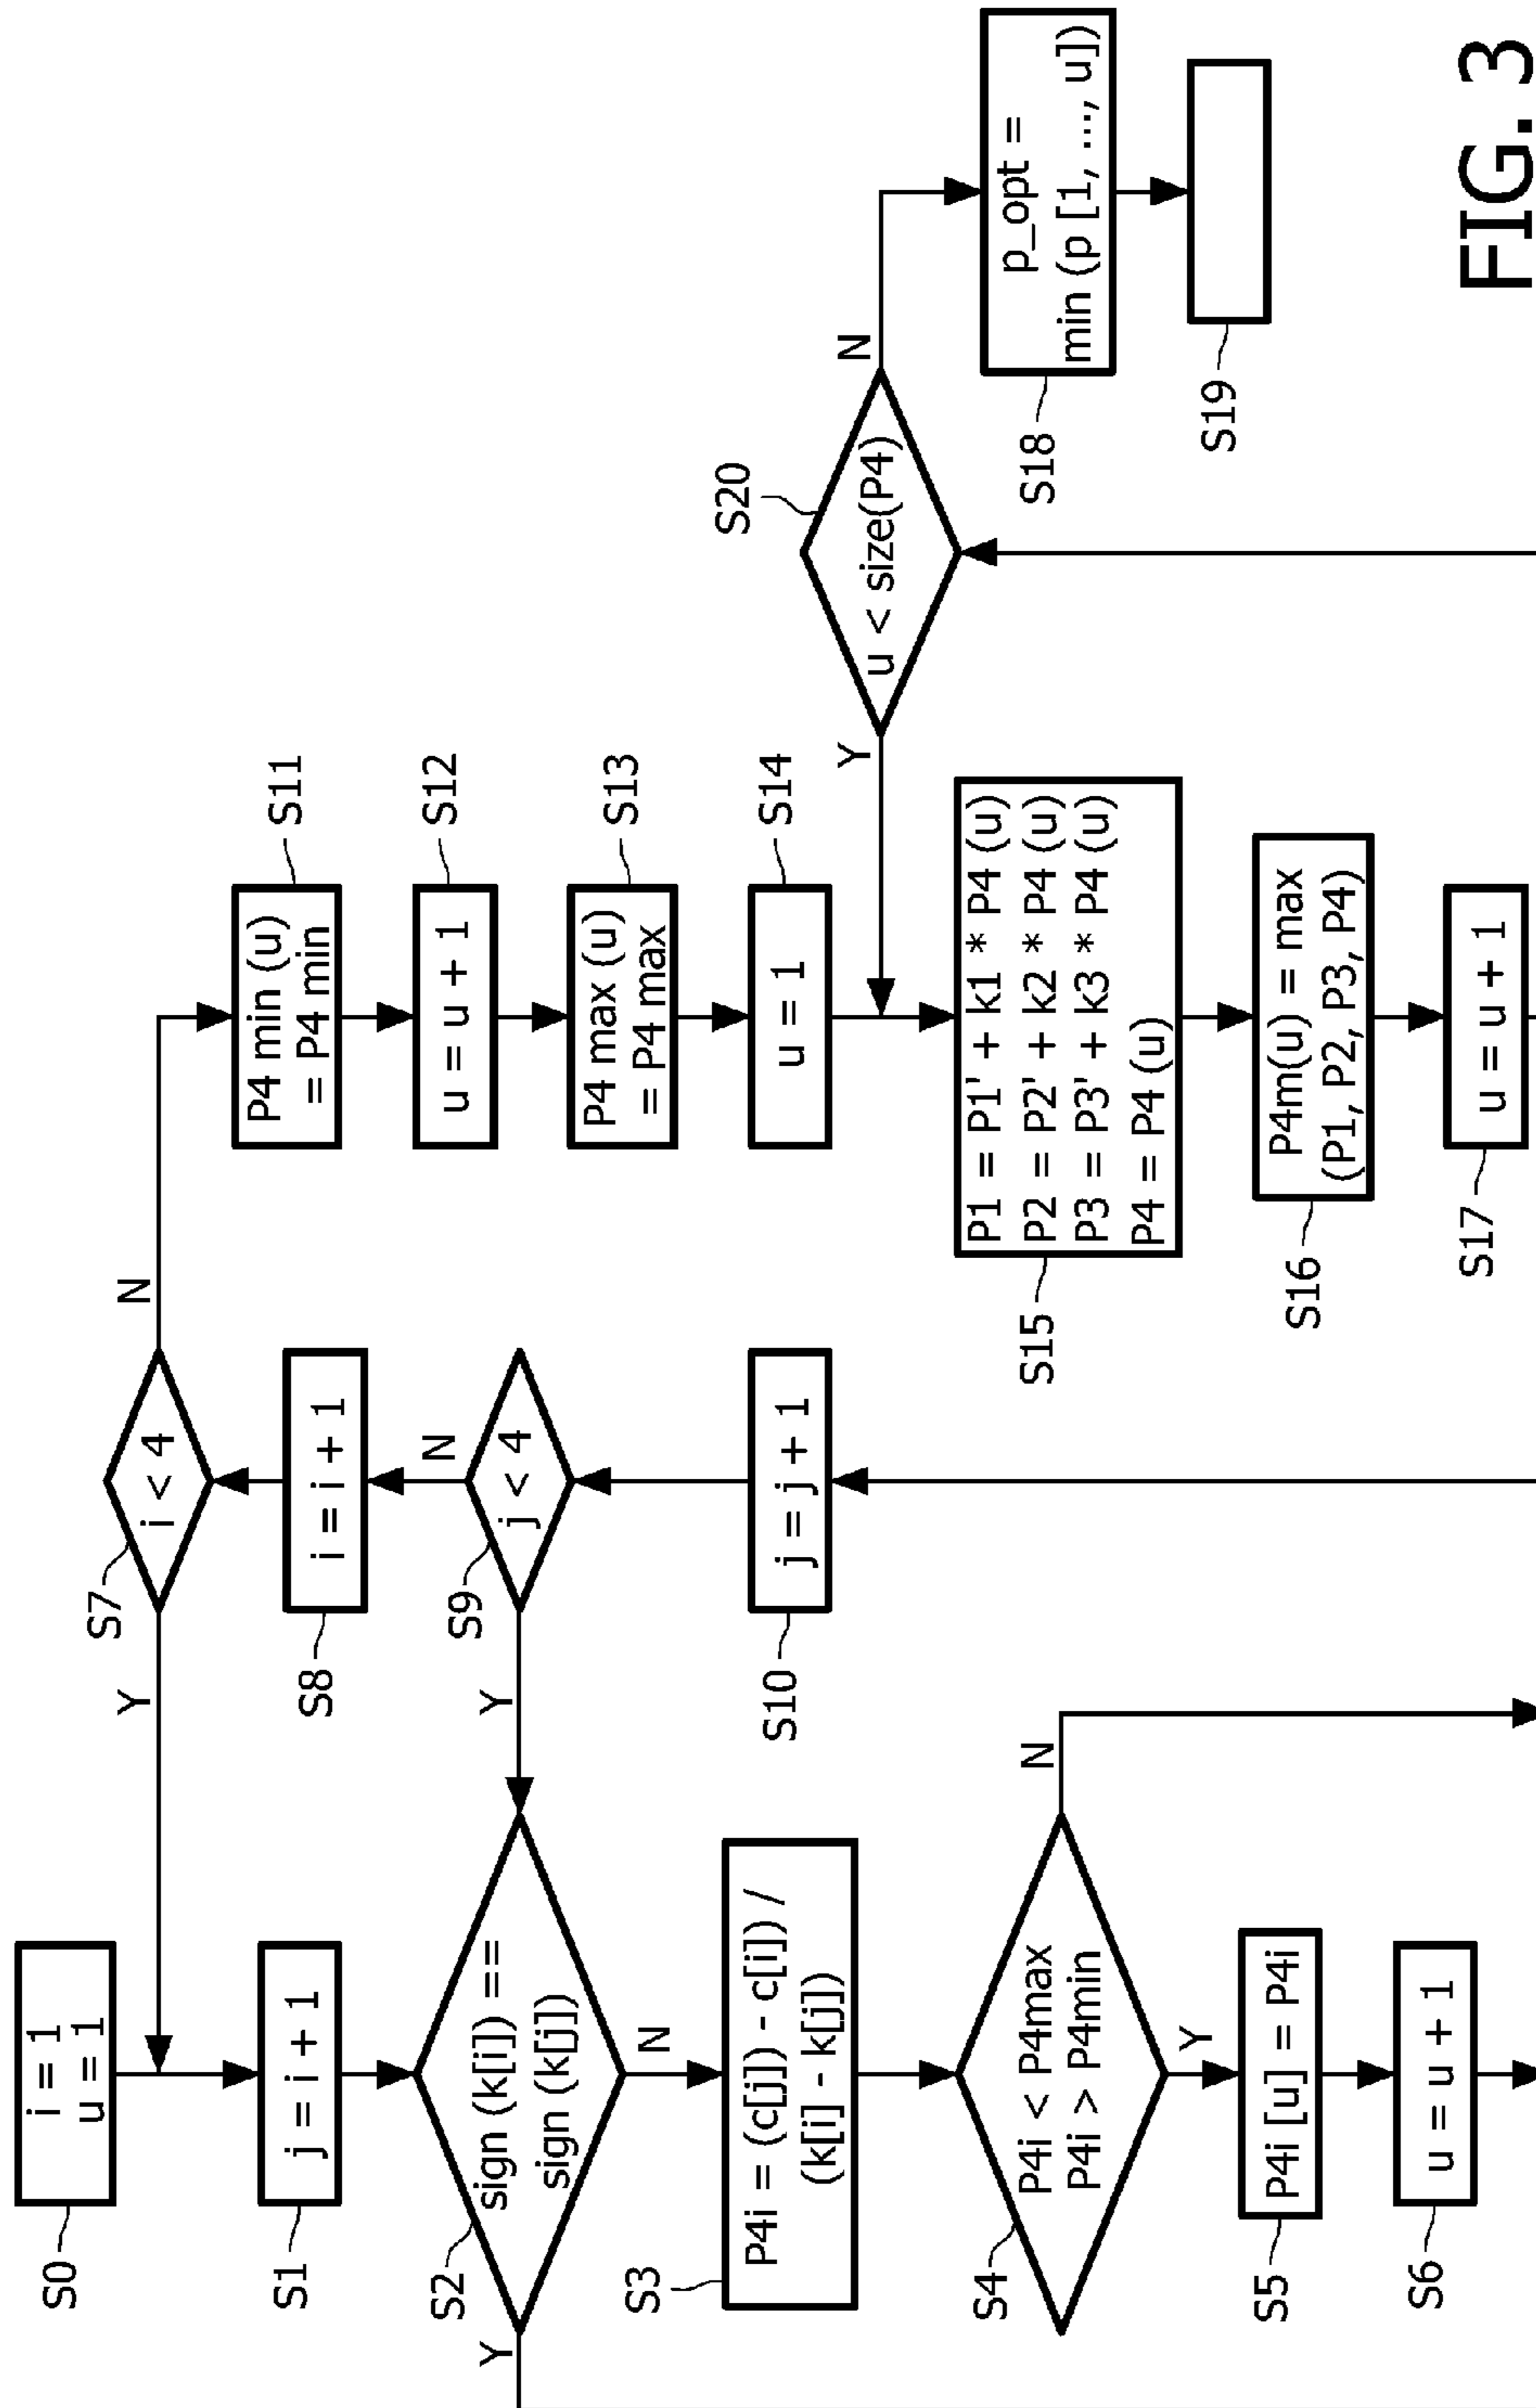 S0
i = 1
u = 1
S1
j = i + 1
S2
sign (k[i]) ==
sign (k[j])
Y
N
S3
P4i = (c[j]) - c[i]) /
(k[i] - k[j])
S4
P4i < P4max
P4i > P4min
N
Y
S5
P4i [u] = P4i
S6
u = u + 1
S7
i < 4
Y
N
S8
i = i + 1
S9
j < 4
N
Y
S10
j = j + 1
S11
P4 min (u)
= P4 min
S12
u = u + 1
S13
P4 max (u)
= P4 max
S14
u = 1
S15
P1 = P1' + k1 * P4 (u)
P2 = P2' + k2 * P4 (u)
P3 = P3' + k3 * P4 (u)
P4 = P4 (u)
S16
P4m(u) = max
(P1, P2, P3, P4)
S17
u = u + 1
S20
u < size(P4)
Y
N
S18
p_opt =
min (p [1, ..., u])
S19
FIG. 3